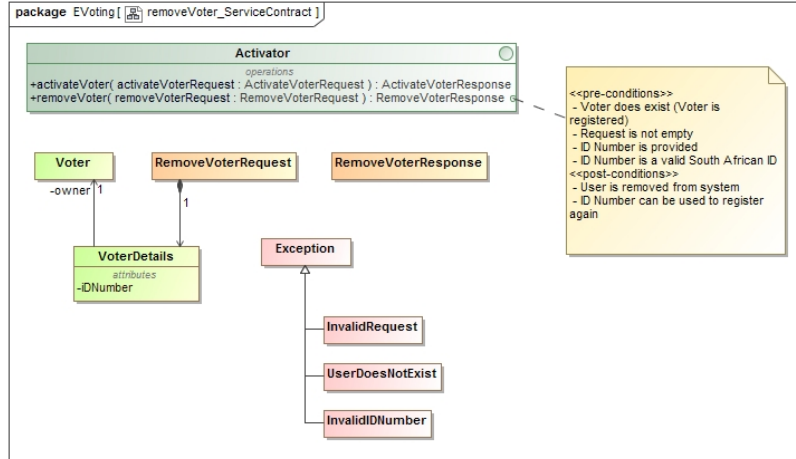 package EVoting [ removeVoter_ServiceContract ]
Activator
operations
+activateVoter( activateVoterRequest : ActivateVoterRequest ) : ActivateVoterResponse
+removeVoter( removeVoterRequest : RemoveVoterRequest ) : RemoveVoterResponse
<<pre-conditions>>
- Voter does exist (Voter is
registered)
- Request is not empty
- ID Number is provided
- ID Number is a valid South African ID
<<post-conditions>>
- User is removed from system
- ID Number can be used to register
again
Voter
RemoveVoterRequest
RemoveVoterResponse
-owner 1
1
VoterDetails
attributes
-iDNumber
Exception
InvalidRequest
UserDoesNotExist
InvalidIDNumber